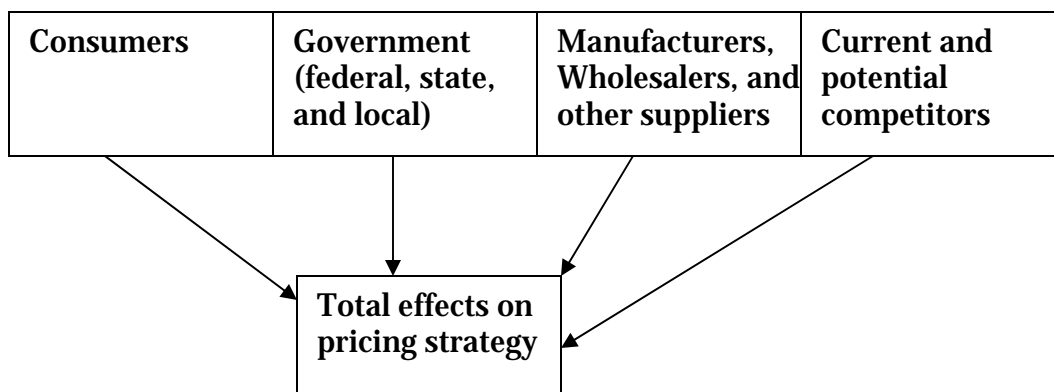 Consumers
Government
(federal, state,
and local)
Manufacturers,
Wholesalers, and
other suppliers
Current and
potential
competitors
Total effects on
pricing strategy